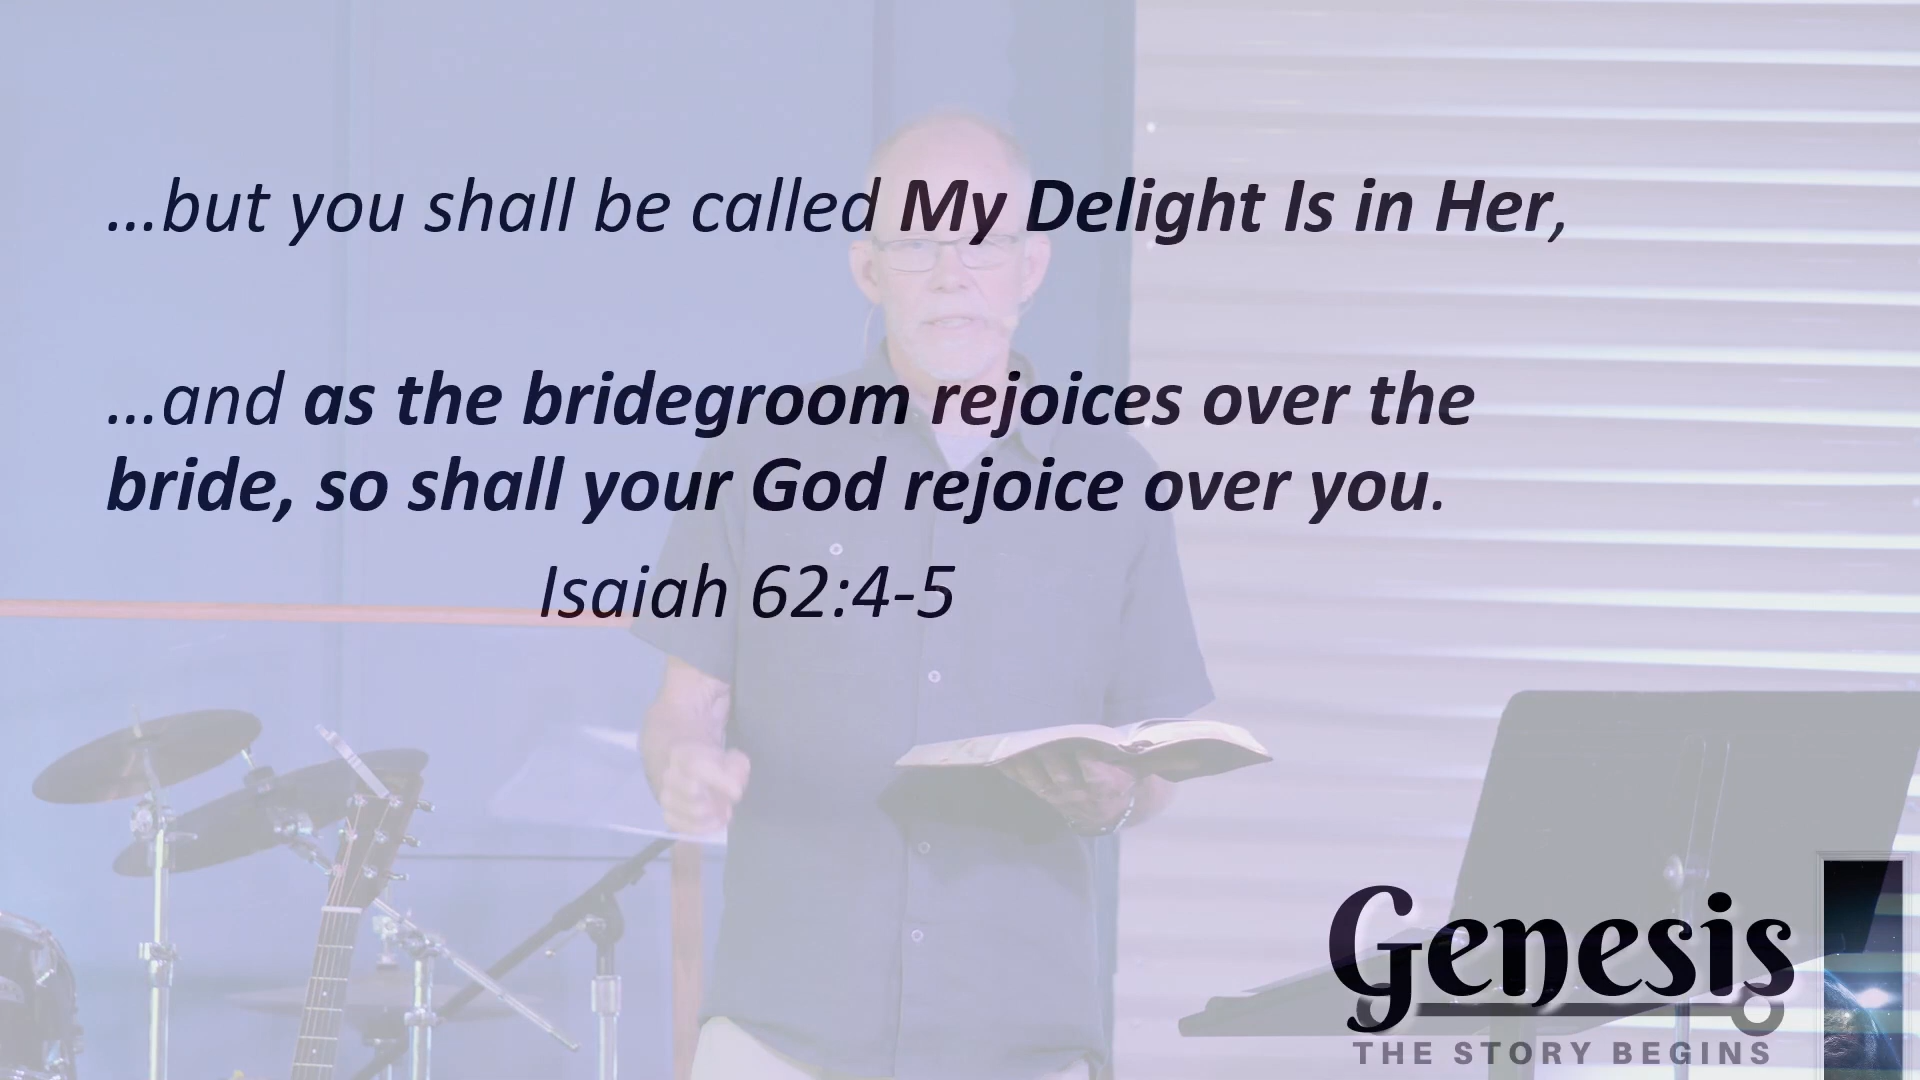 …but you shall be called My Delight Is in Her,
…and as the bridegroom rejoices over the
bride, so shall your God rejoice over you.
Isaiah 62:4-5
Genesis
THE STORY BEGINS